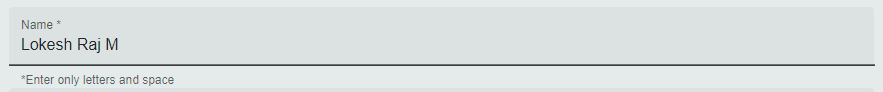 Name *
Lokesh Raj M
*Enter only letters and space